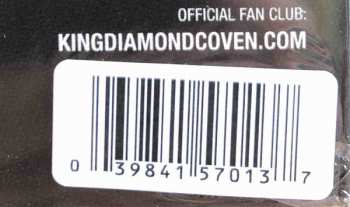 OFFICIAL FAN CLUB:
KINGDIAMONDCOVEN.COM
0 39841 57013 7